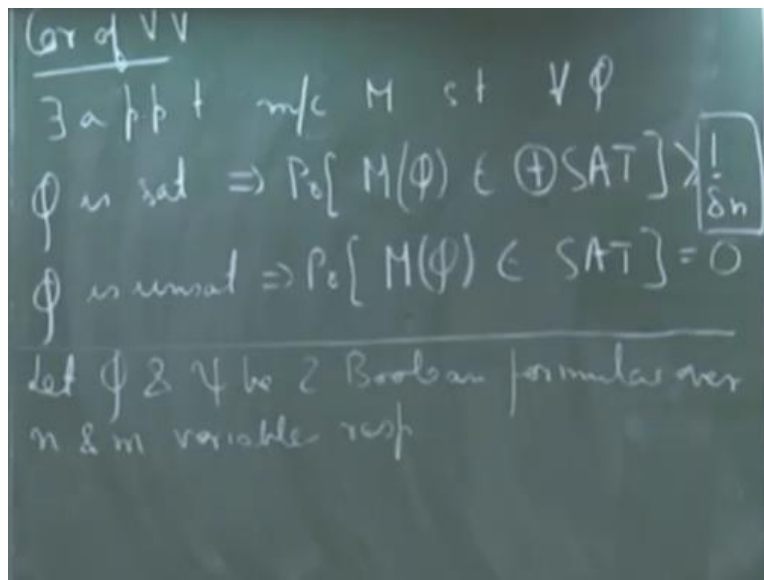 Cor of VV
∃ a ppt m/c M st ∀ φ
φ is sat ⇒ Pr[ M(φ) ∈ ⊕SAT ] > 1/8n
φ is unsat ⇒ Pr[ M(φ) ∈ SAT ] = 0
Let φ & ψ be 2 Boolean formulas over
n & m variables resp